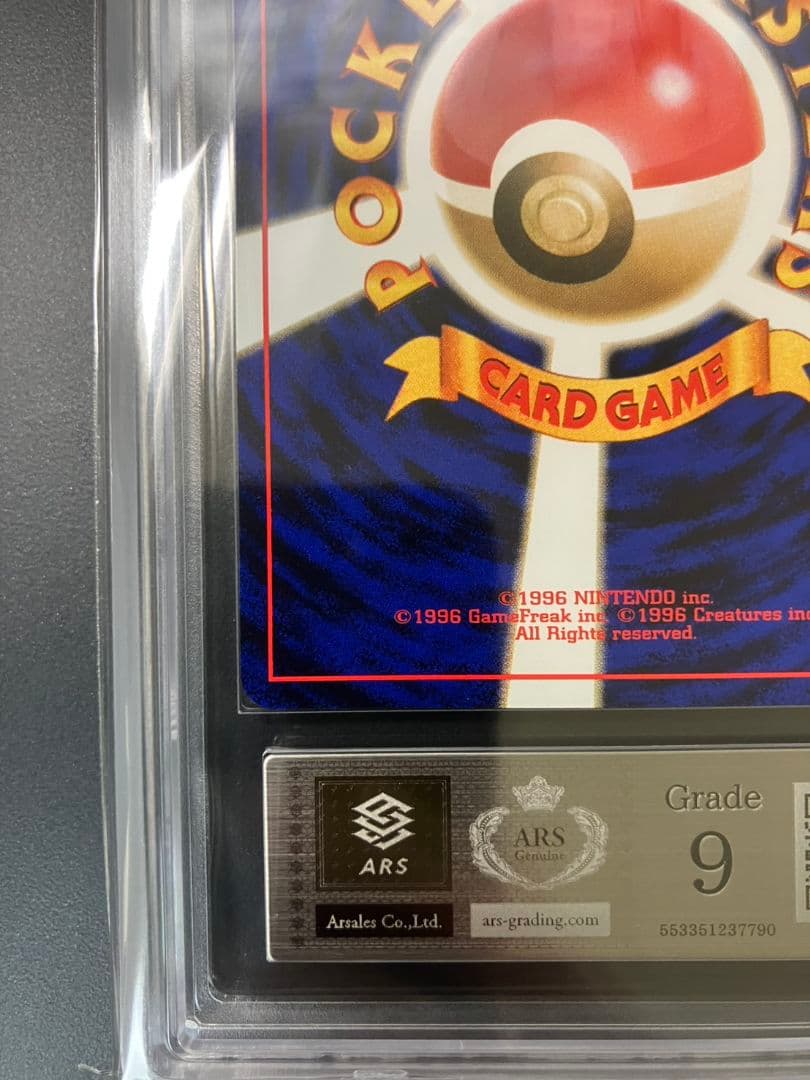 POCKE
CARD GAME
©1996 NINTENDO inc.
©1996 GameFreak inc. ©1996 Creatures inc
All Rights reserved.
ARS
Arsales Co.,Ltd.
ARS
Genuine
ars-grading.com
Grade
9
553351237790